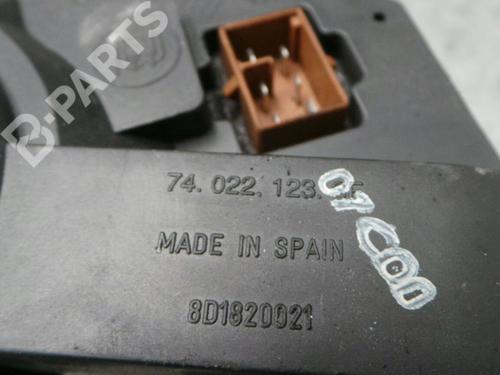 B-PARTS
74.022.123.
MADE IN SPAIN
8D1820021